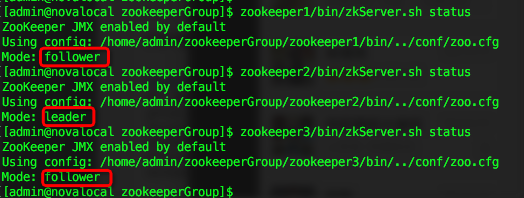 [[admin@novalocal zookeeperGroup]$ zookeeper1/bin/zkServer.sh status
ZooKeeper JMX enabled by default
Using config: /home/admin/zookeeperGroup/zookeeper1/bin/../conf/zoo.cfg
Mode: follower
[[admin@novalocal zookeeperGroup]$ zookeeper2/bin/zkServer.sh status
ZooKeeper JMX enabled by default
Using config: /home/admin/zookeeperGroup/zookeeper2/bin/../conf/zoo.cfg
Mode: leader
[[admin@novalocal zookeeperGroup]$ zookeeper3/bin/zkServer.sh status
ZooKeeper JMX enabled by default
Using config: /home/admin/zookeeperGroup/zookeeper3/bin/../conf/zoo.cfg
Mode: follower
[[admin@novalocal zookeeperGroup]$